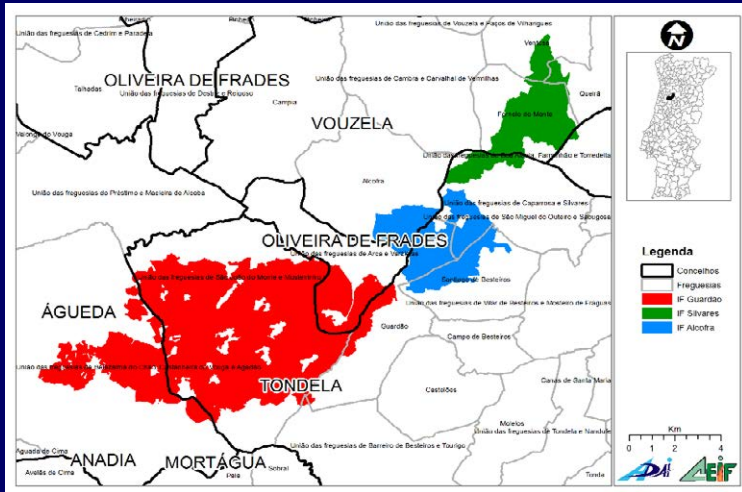 União das freguesias de Cedrim e Paradela
União das freguesias de Vouzela e Paços de Vilharigues
Ventosa
OLIVEIRA DE FRADES
Talhadas
União das freguesias de Destriz e Reigoso
União das freguesias de Cambra e Carvalhal de Vermilhas
Campia
Queirã
VOUZELA
Fornelo do Monte
Valongo do Vouga
União das freguesias do Préstimo e Macieira de Alcoba
Alcofra
União das freguesias de Caparrosa e Silvares
União das freguesias de São Miguel do Outeiro e Sabugosa
OLIVEIRA DE FRADES
União das freguesias de Arca e Varzielas
Santiago de Besteiros
ÁGUEDA
União das freguesias de Vilar de Besteiros e Mosteiro de Fráguas
Guardão
Campo de Besteiros
TONDELA
Castelões
Canas de Santa Maria
Molelos
União das freguesias de Tondela e Nandufe
União das freguesias de Barreiro de Besteiros e Tourigo
Aguada de Cima
ANADIA
MORTÁGUA
Sobral
Avelãs de Cima
Pala
Tonda
N
Legenda
Concelhos
Freguesias
IF Guardão
IF Silvares
IF Alcofra
Km
0 1 2 4 6
ADAI
CEIF